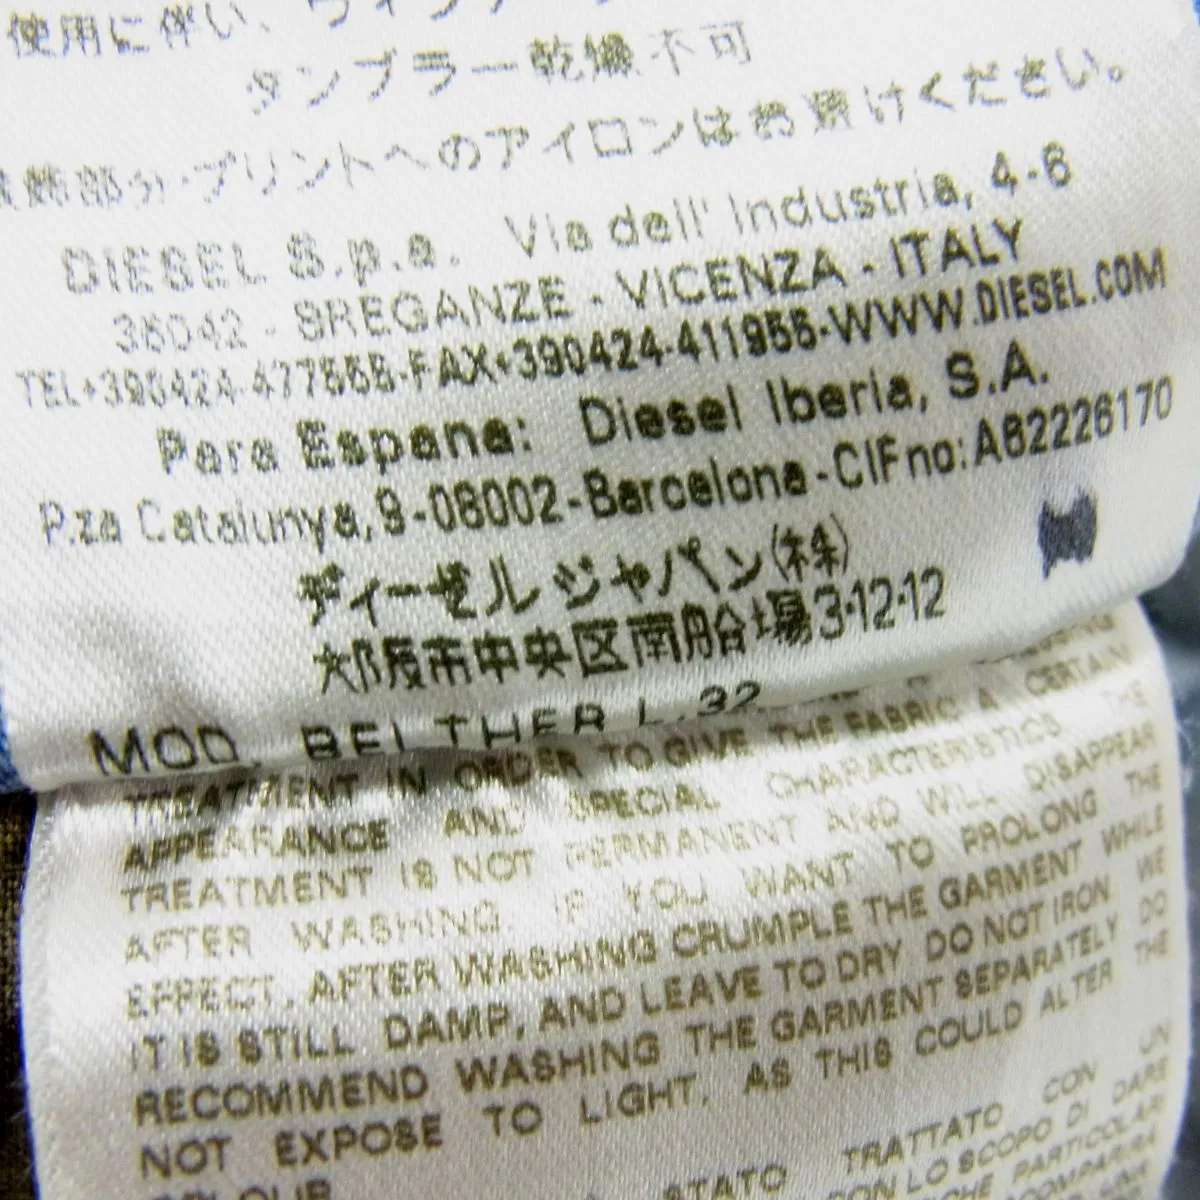 使用に伴い、
タンブラー乾燥不可
装飾部分・プリントへのアイロンはお避けください。
DIESEL S.p.a. Via dell' Industria, 4-6
36042 - BREGANZE - VICENZA - ITALY
TEL+390424-477555-FAX+390424-411955-WWW.DIESEL.COM
Para Espana: Diesel Iberia, S.A.
P.za Catalunya,9-08002-Barcelona-CIFno:A62226170
ディーゼル ジャパン(株)
大阪市中央区南船場3-12-12
MOD. BELTHER L.32
TREATMENT IN ORDER TO GIVE THE FABRIC A CERTAIN
APPEARANCE AND SPECIAL CHARACTERISTICS THE
TREATMENT IS NOT PERMANENT AND WILL DISAPPEAR
AFTER WASHING. IF YOU WANT TO PROLONG THE
EFFECT, AFTER WASHING CRUMPLE THE GARMENT WHILE
IT IS STILL DAMP, AND LEAVE TO DRY DO NOT IRON. WE
RECOMMEND WASHING THE GARMENT SEPARATELY DO
NOT EXPOSE TO LIGHT, AS THIS COULD ALTER THE
COLOUR
STATO TRATTATO CON UN
CON LO SCOPO DI DARE
CHE PARTICOLARI